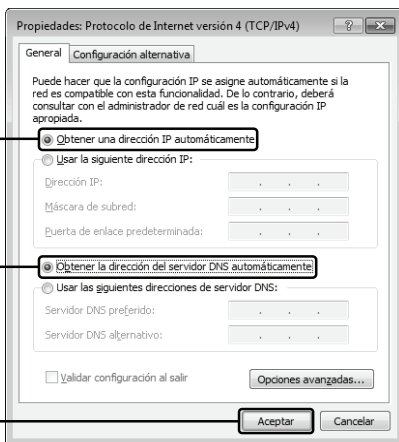 Propiedades: Protocolo de Internet versión 4 (TCP/IPv4)
General
Configuración alternativa
Puede hacer que la configuración IP se asigne automáticamente si la
red es compatible con esta funcionalidad. De lo contrario, deberá
consultar con el administrador de red cuál es la configuración IP
apropiada.
Obtener una dirección IP automáticamente
Usar la siguiente dirección IP:
Dirección IP:
Máscara de subred:
Puerta de enlace predeterminada:
Obtener la dirección del servidor DNS automáticamente
Usar las siguientes direcciones de servidor DNS:
Servidor DNS preferido:
Servidor DNS alternativo:
Validar configuración al salir
Opciones avanzadas...
Aceptar
Cancelar